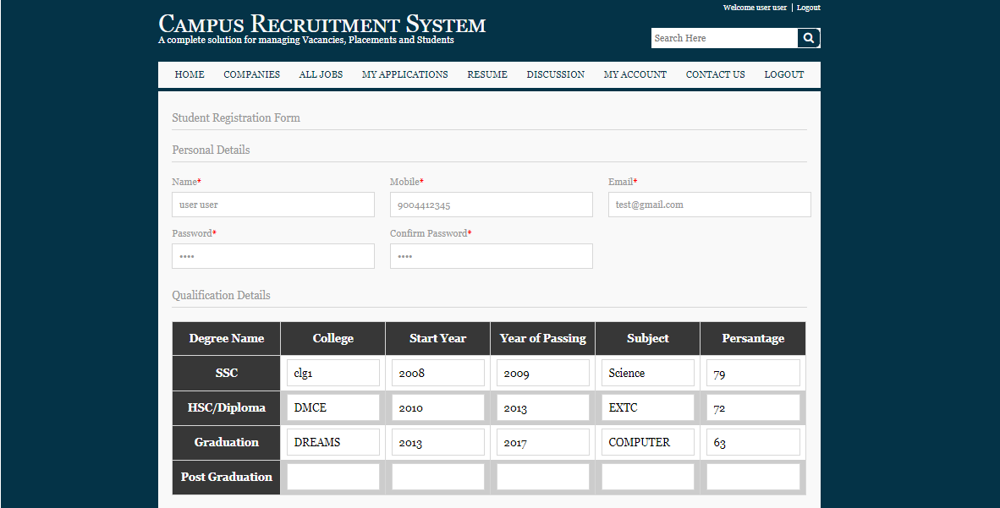 Welcome user user | Logout
CAMPUS RECRUITMENT SYSTEM
A complete solution for managing Vacancies, Placements and Students
Search Here
HOME COMPANIES ALL JOBS MY APPLICATIONS RESUME DISCUSSION MY ACCOUNT CONTACT US LOGOUT
Student Registration Form
Personal Details
Name* Mobile* Email*
user user 9004412345 test@gmail.com
Password* Confirm Password*
•••• ••••
Qualification Details
Degree Name College Start Year Year of Passing Subject Persantage
SSC clg1 2008 2009 Science 79
HSC/Diploma DMCE 2010 2013 EXTC 72
Graduation DREAMS 2013 2017 COMPUTER 63
Post Graduation